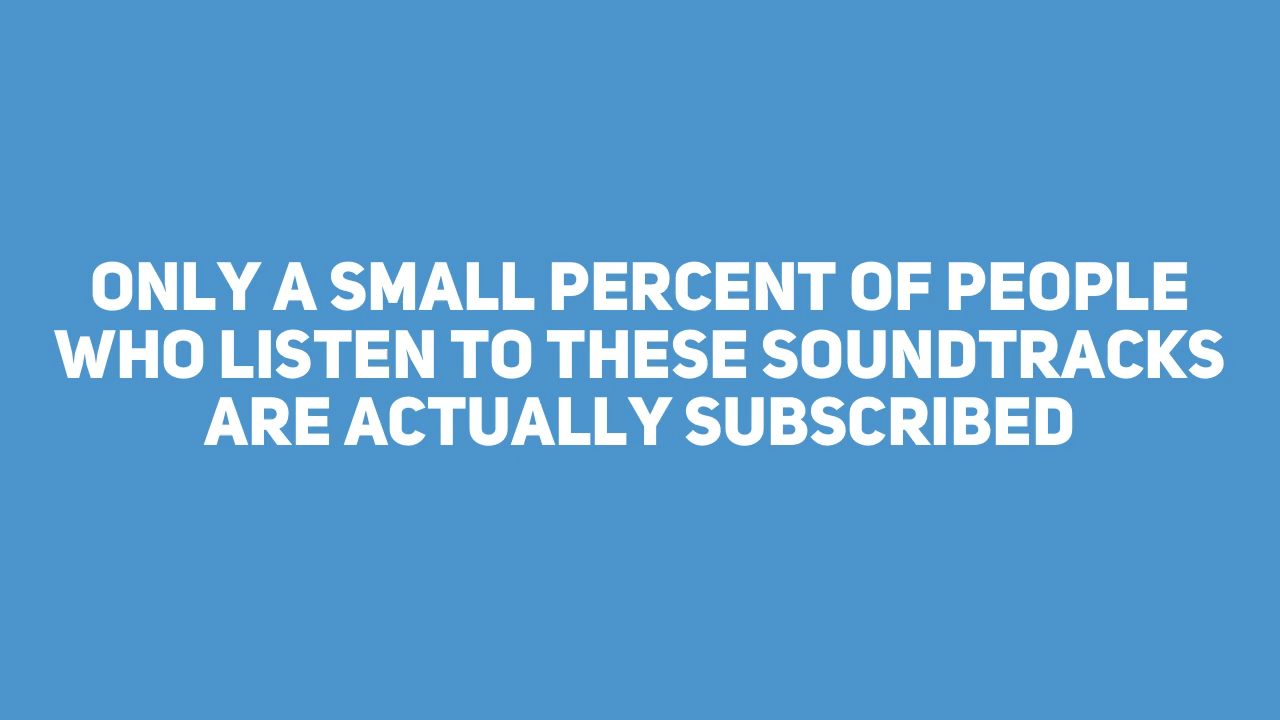 ONLY A SMALL PERCENT OF PEOPLE
WHO LISTEN TO THESE SOUNDTRACKS
ARE ACTUALLY SUBSCRIBED